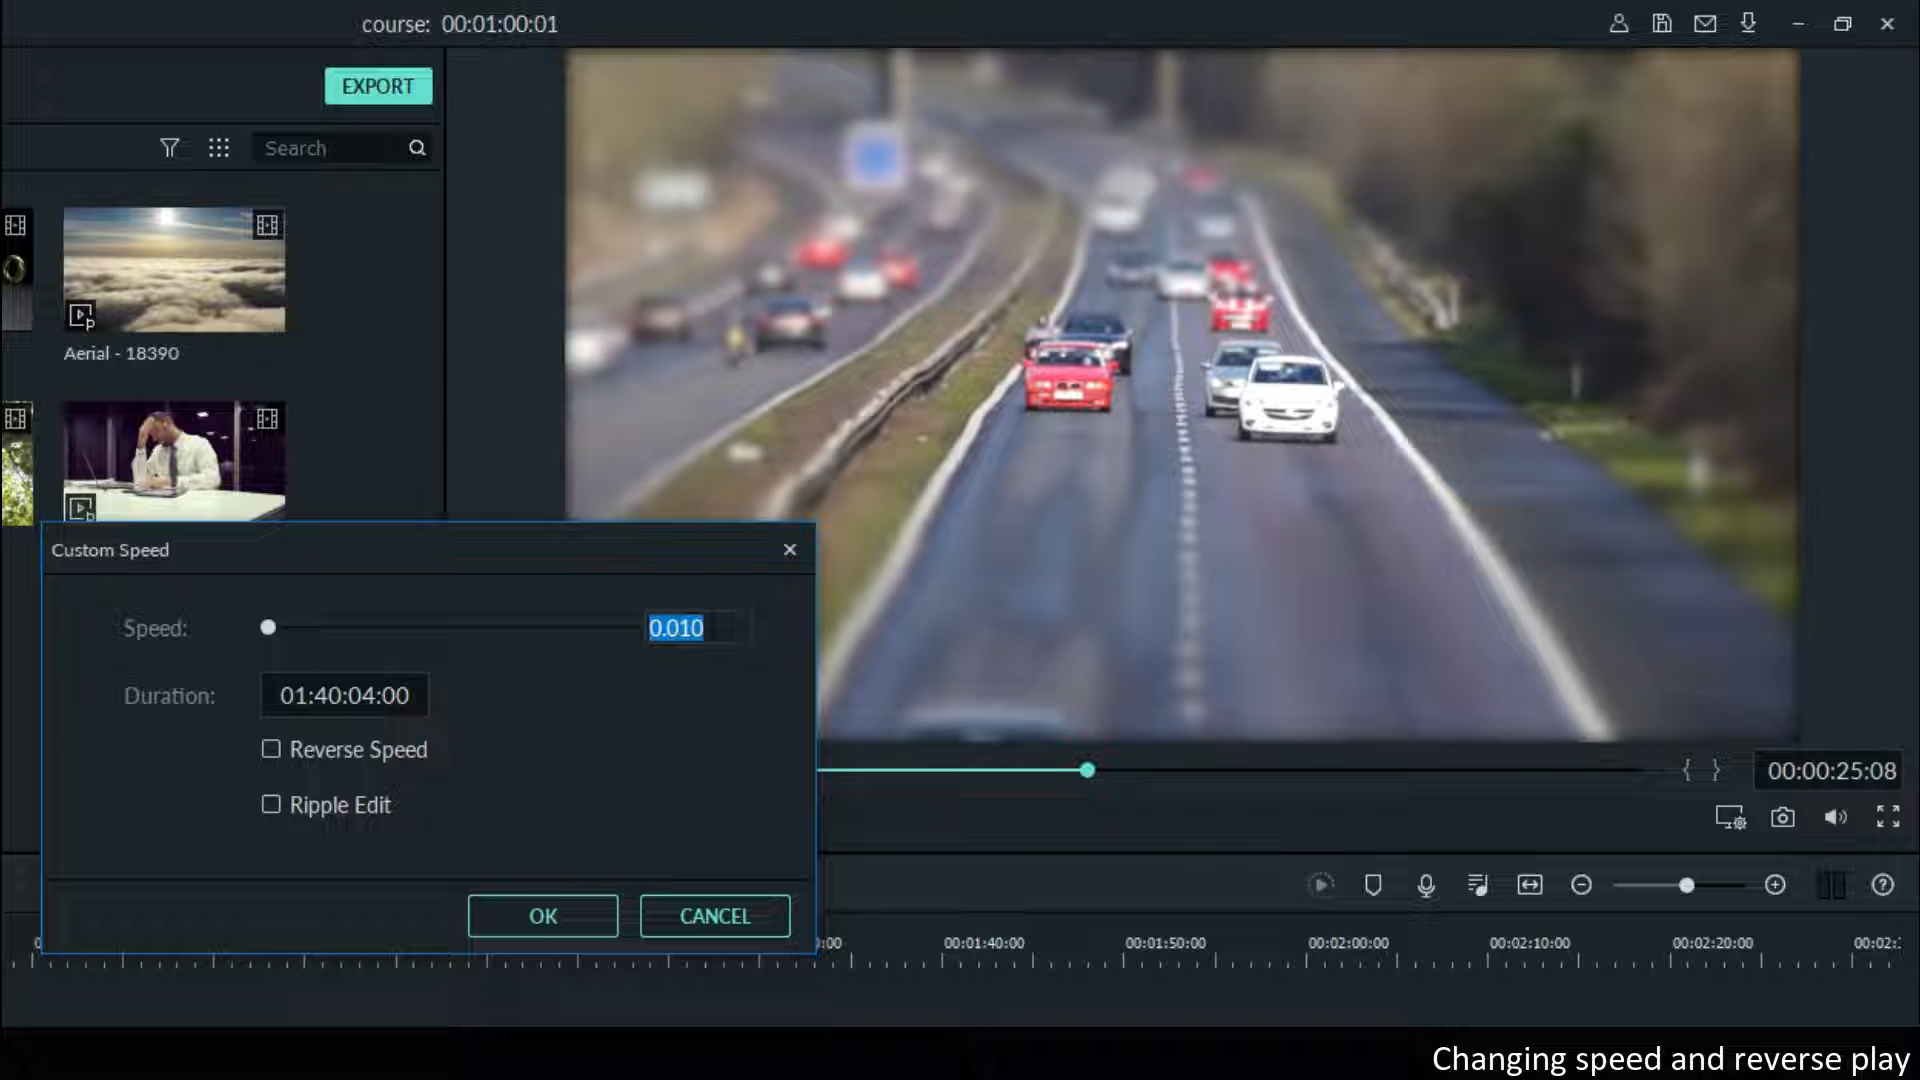 course: 00:01:00:01
EXPORT
Search
Aerial - 18390
Custom Speed
Speed:
0.010
Duration:
01:40:04:00
Reverse Speed
Ripple Edit
OK
CANCEL
00:00:25:08
00:01:40:00
00:01:50:00
00:02:00:00
00:02:10:00
00:02:20:00
00:02:
Changing speed and reverse play